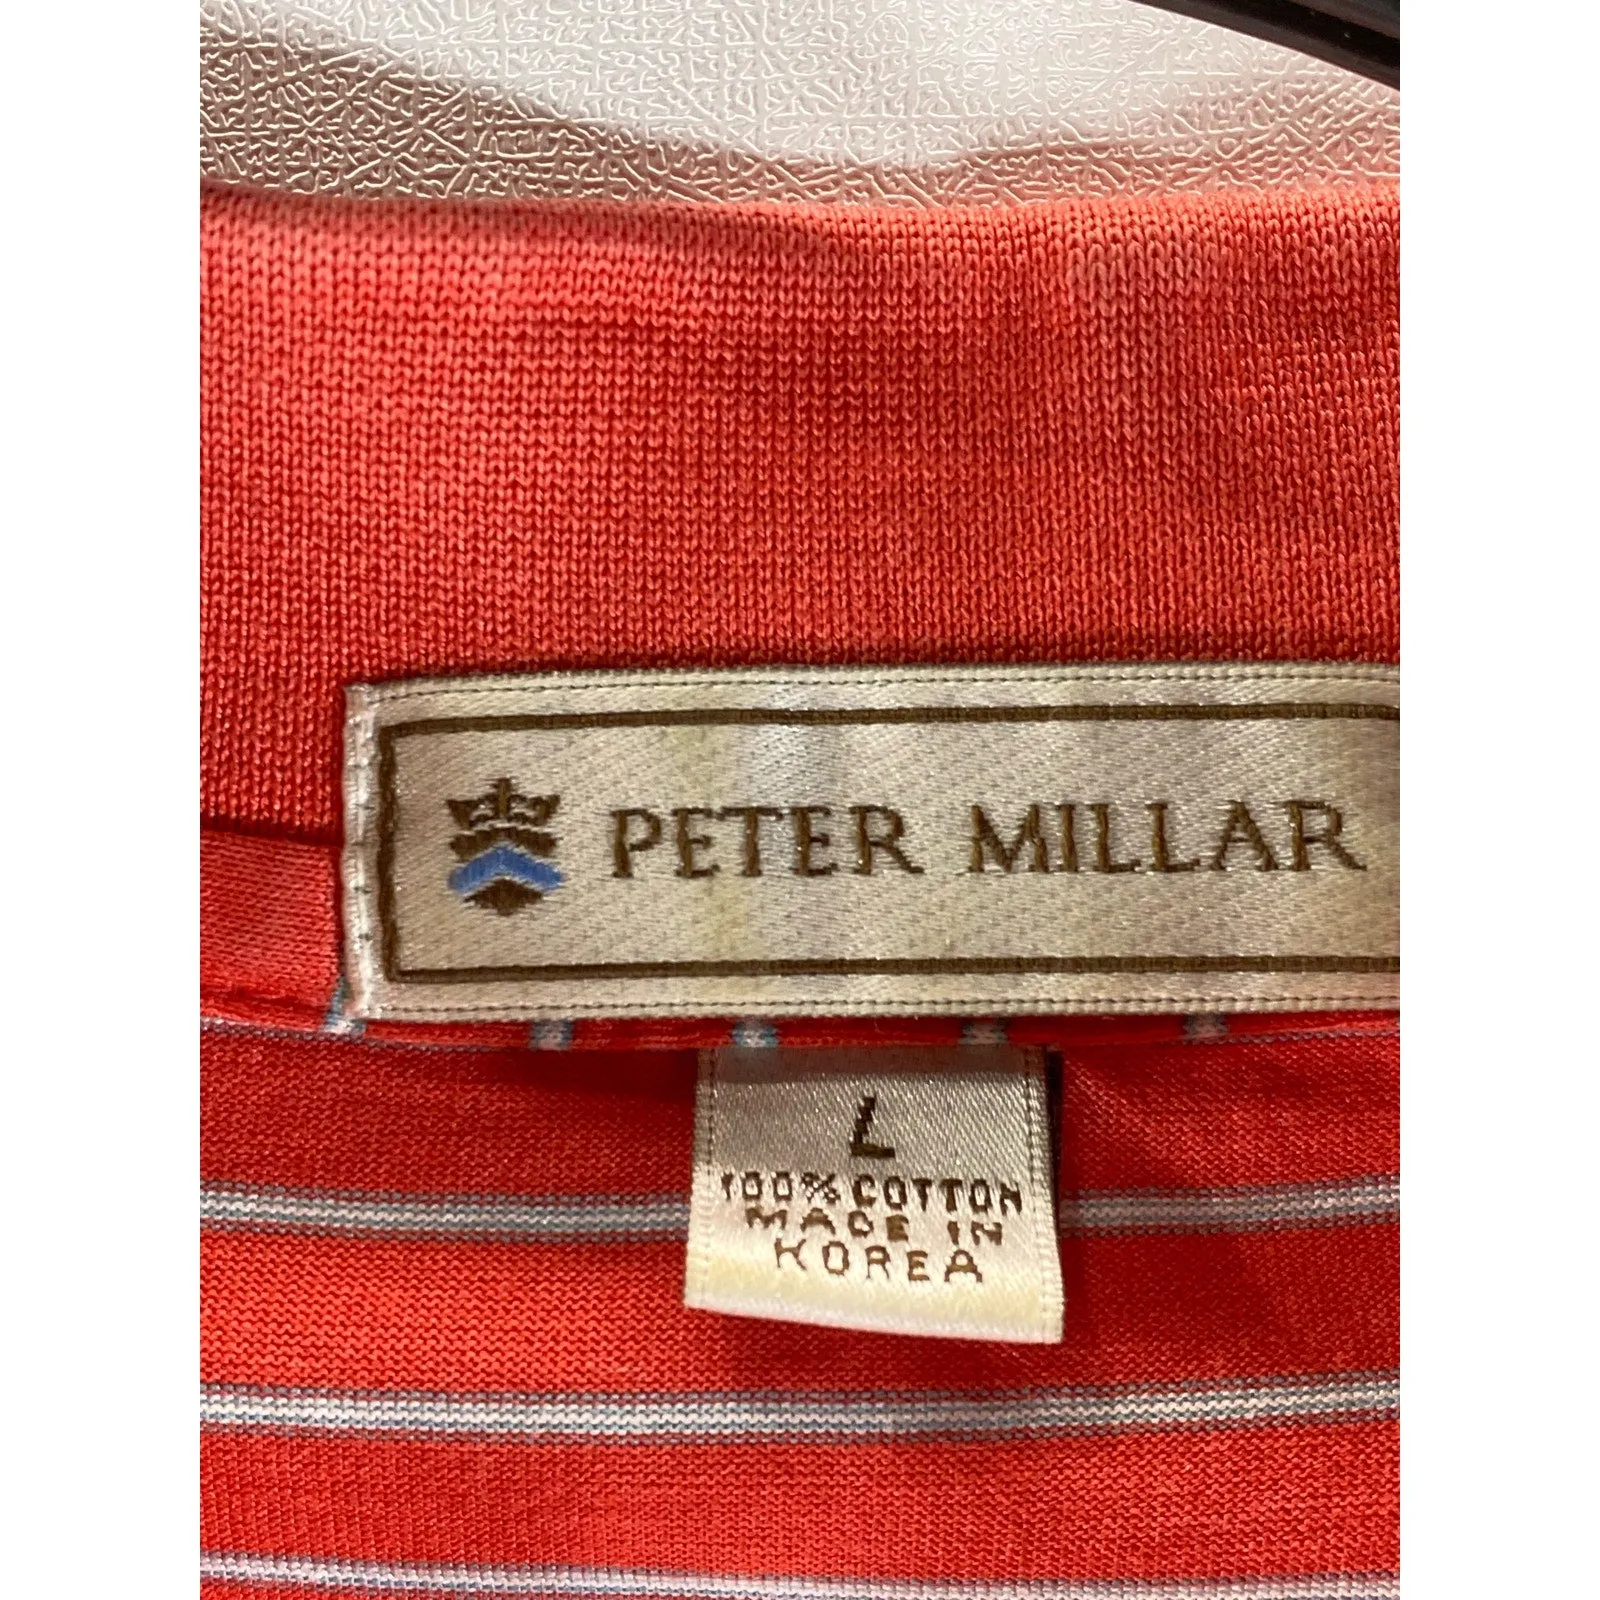 PETER MILLAR
L
100% COTTON
MADE IN
KOREA